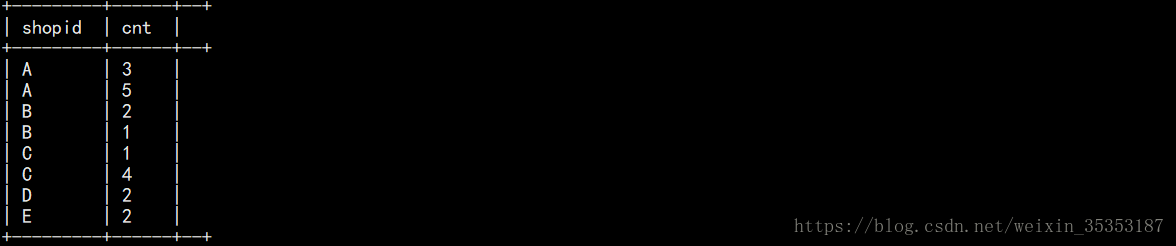 +---------+------+--+
| shopid | cnt |
+---------+------+--+
| A | 3 |
| A | 5 |
| B | 2 |
| B | 1 |
| C | 1 |
| C | 4 |
| D | 2 |
| E | 2 |
+---------+------+--+
https://blog.csdn.net/weixin_35353187